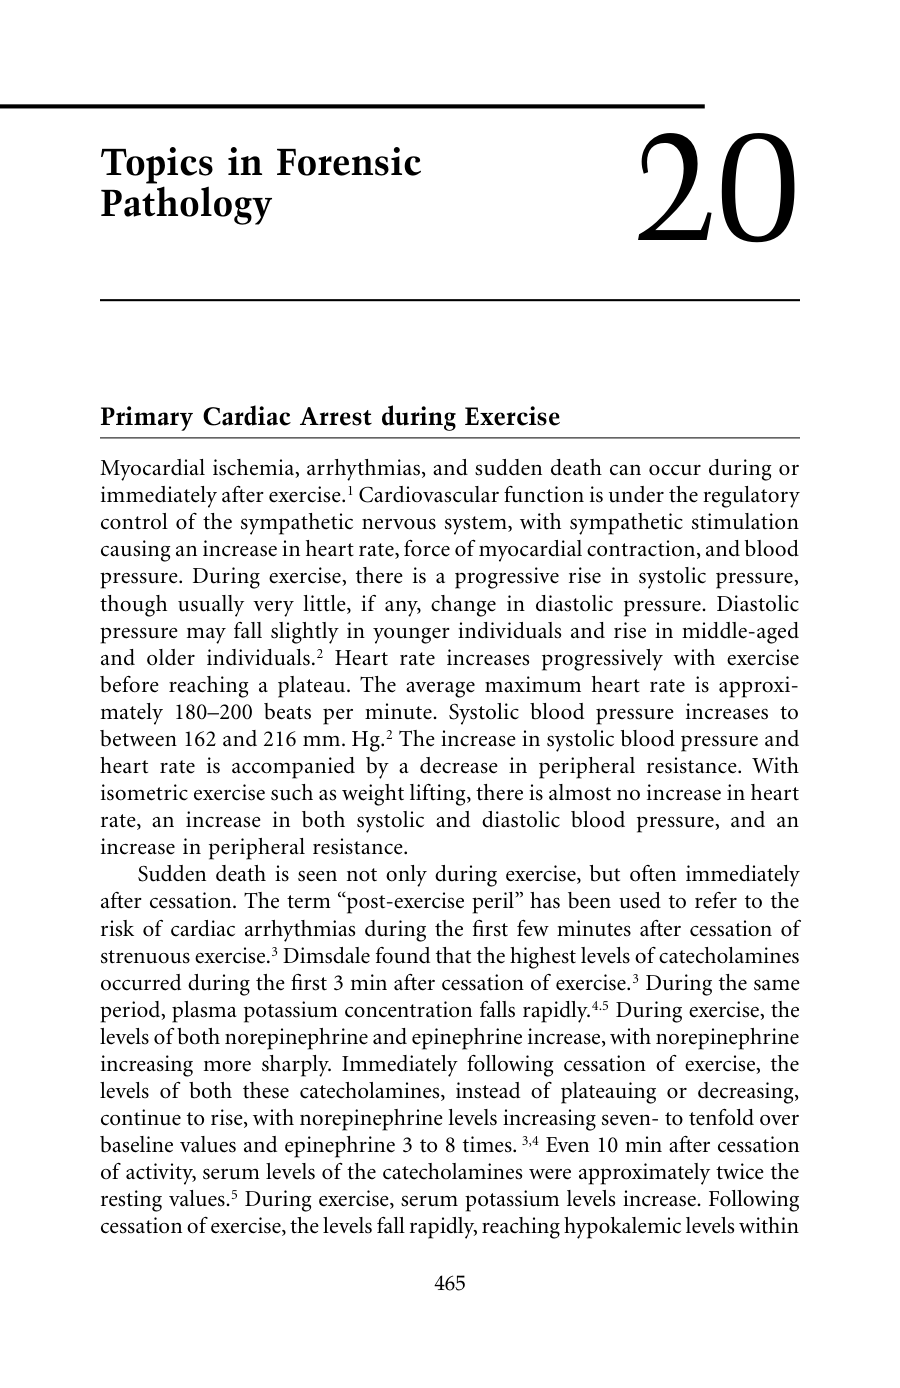 Topics in Forensic
Pathology
20
Primary Cardiac Arrest during Exercise
Myocardial ischemia, arrhythmias, and sudden death can occur during or
immediately after exercise.1 Cardiovascular function is under the regulatory
control of the sympathetic nervous system, with sympathetic stimulation
causing an increase in heart rate, force of myocardial contraction, and blood
pressure. During exercise, there is a progressive rise in systolic pressure,
though usually very little, if any, change in diastolic pressure. Diastolic
pressure may fall slightly in younger individuals and rise in middle-aged
and older individuals.2 Heart rate increases progressively with exercise
before reaching a plateau. The average maximum heart rate is approxi-
mately 180–200 beats per minute. Systolic blood pressure increases to
between 162 and 216 mm. Hg.2 The increase in systolic blood pressure and
heart rate is accompanied by a decrease in peripheral resistance. With
isometric exercise such as weight lifting, there is almost no increase in heart
rate, an increase in both systolic and diastolic blood pressure, and an
increase in peripheral resistance.
Sudden death is seen not only during exercise, but often immediately
after cessation. The term “post-exercise peril” has been used to refer to the
risk of cardiac arrhythmias during the first few minutes after cessation of
strenuous exercise.3 Dimsdale found that the highest levels of catecholamines
occurred during the first 3 min after cessation of exercise.3 During the same
period, plasma potassium concentration falls rapidly.4.5 During exercise, the
levels of both norepinephrine and epinephrine increase, with norepinephrine
increasing more sharply. Immediately following cessation of exercise, the
levels of both these catecholamines, instead of plateauing or decreasing,
continue to rise, with norepinephrine levels increasing seven- to tenfold over
baseline values and epinephrine 3 to 8 times. 3,4 Even 10 min after cessation
of activity, serum levels of the catecholamines were approximately twice the
resting values.5 During exercise, serum potassium levels increase. Following
cessation of exercise, the levels fall rapidly, reaching hypokalemic levels within
465